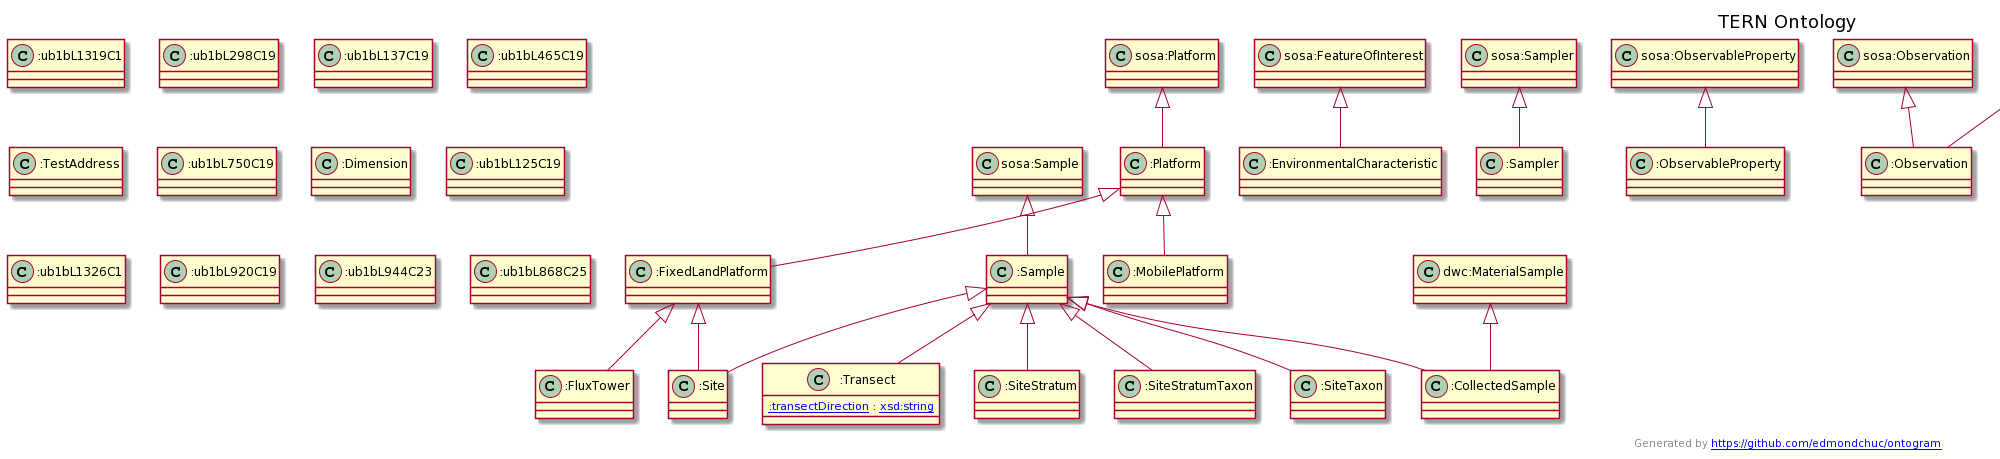 TERN Ontology
C :ub1bL1319C1
C :ub1bL298C19
C :ub1bL137C19
C :ub1bL465C19
C sosa:Platform
C sosa:FeatureOfInterest
C sosa:Sampler
C sosa:ObservableProperty
C sosa:Observation
C :TestAddress
C :ub1bL750C19
C :Dimension
C :ub1bL125C19
C sosa:Sample
C :Platform
C :EnvironmentalCharacteristic
C :Sampler
C :ObservableProperty
C :Observation
C :ub1bL1326C1
C :ub1bL920C19
C :ub1bL944C23
C :ub1bL868C25
C :FixedLandPlatform
C :Sample
C :MobilePlatform
C dwc:MaterialSample
C :FluxTower
C :Site
C :Transect
:transectDirection : xsd:string
C :SiteStratum
C :SiteStratumTaxon
C :SiteTaxon
C :CollectedSample
Generated by https://github.com/edmondchuc/ontogram